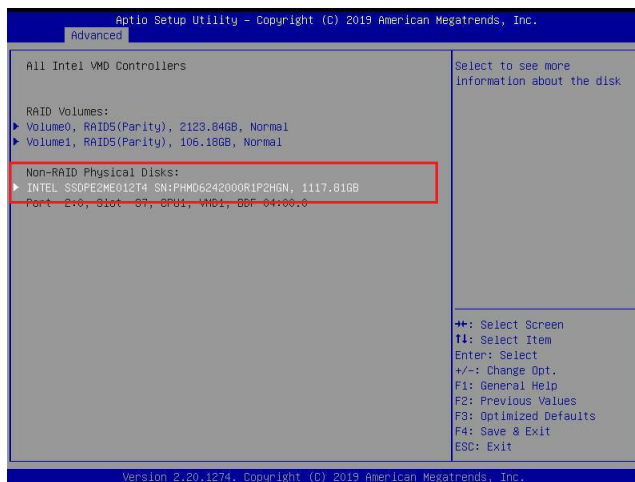 Aptio Setup Utility – Copyright (C) 2019 American Megatrends, Inc.
Advanced
All Intel VMD Controllers
Select to see more
information about the disk
RAID Volumes:
Volume0, RAID5(Parity), 2123.84GB, Normal
Volume1, RAID5(Parity), 106.18GB, Normal
Non-RAID Physical Disks:
INTEL SSDPE2ME012T4 SN:PHMD6242000R1P2HGN, 1117.81GB
Port 2:0, Slot 37, CPU1, VMD1, BDF 04:00.0
→←: Select Screen
↑↓: Select Item
Enter: Select
+/-: Change Opt.
F1: General Help
F2: Previous Values
F3: Optimized Defaults
F4: Save & Exit
ESC: Exit
Version 2.20.1274. Copyright (C) 2019 American Megatrends, Inc.